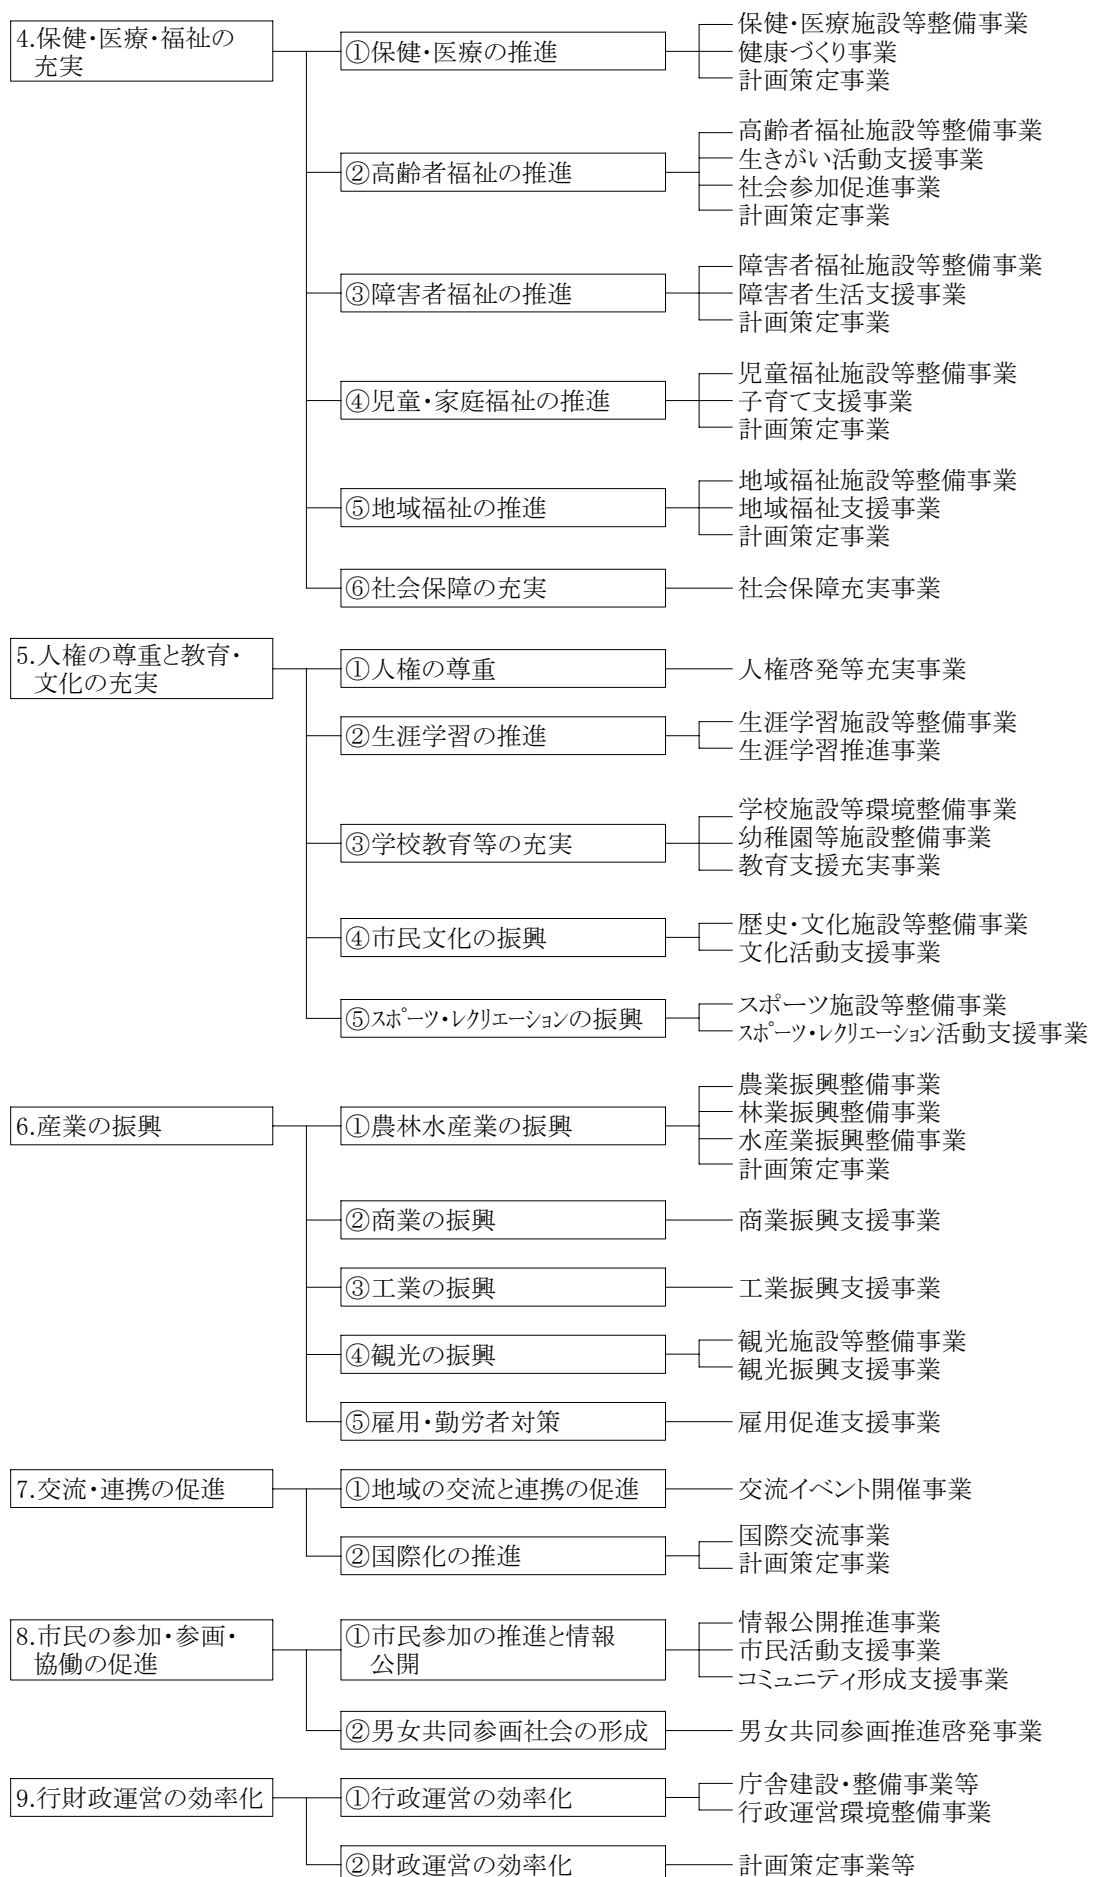 4.保健・医療・福祉の
充実
①保健・医療の推進
保健・医療施設等整備事業
健康づくり事業
計画策定事業
②高齢者福祉の推進
高齢者福祉施設等整備事業
生きがい活動支援事業
社会参加促進事業
計画策定事業
③障害者福祉の推進
障害者福祉施設等整備事業
障害者生活支援事業
計画策定事業
④児童・家庭福祉の推進
児童福祉施設等整備事業
子育て支援事業
計画策定事業
⑤地域福祉の推進
地域福祉施設等整備事業
地域福祉支援事業
計画策定事業
⑥社会保障の充実
社会保障充実事業
5.人権の尊重と教育・
文化の充実
①人権の尊重
人権啓発等充実事業
②生涯学習の推進
生涯学習施設等整備事業
生涯学習推進事業
③学校教育等の充実
学校施設等環境整備事業
幼稚園等施設整備事業
教育支援充実事業
④市民文化の振興
歴史・文化施設等整備事業
文化活動支援事業
⑤スポーツ・レクリエーションの振興
スポーツ施設等整備事業
スポーツ・レクリエーション活動支援事業
6.産業の振興
①農林水産業の振興
農業振興整備事業
林業振興整備事業
水産業振興整備事業
計画策定事業
②商業の振興
商業振興支援事業
③工業の振興
工業振興支援事業
④観光の振興
観光施設等整備事業
観光振興支援事業
⑤雇用・勤労者対策
雇用促進支援事業
7.交流・連携の促進
①地域の交流と連携の促進
交流イベント開催事業
②国際化の推進
国際交流事業
計画策定事業
8.市民の参加・参画・
協働の促進
①市民参加の推進と情報
公開
情報公開推進事業
市民活動支援事業
コミュニティ形成支援事業
②男女共同参画社会の形成
男女共同参画推進啓発事業
9.行財政運営の効率化
①行政運営の効率化
庁舎建設・整備事業等
行政運営環境整備事業
②財政運営の効率化
計画策定事業等